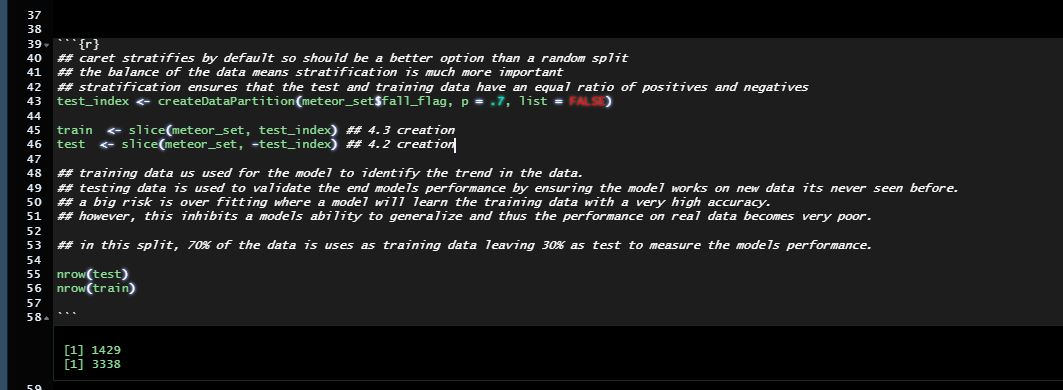 37
38
39 ```{r}
40 ## caret stratifies by default so should be a better option than a random split
41 ## the balance of the data means stratification is much more important
42 ## stratification ensures that the test and training data have an equal ratio of positives and negatives
43 test_index <- createDataPartition(meteor_set$fall_flag, p = .7, list = FALSE)
44
45 train  <- slice(meteor_set, test_index) ## 4.3 creation
46 test  <- slice(meteor_set, -test_index) ## 4.2 creation
47
48 ## training data us used for the model to identify the trend in the data.
49 ## testing data is used to validate the end models performance by ensuring the model works on new data its never seen before.
50 ## a big risk is over fitting where a model will learn the training data with a very high accuracy.
51 ## however, this inhibits a models ability to generalize and thus the performance on real data becomes very poor.
52
53 ## in this split, 70% of the data is uses as training data leaving 30% as test to measure the models performance.
54
55 nrow(test)
56 nrow(train)
57
58 ```
[1] 1429
[1] 3338
59